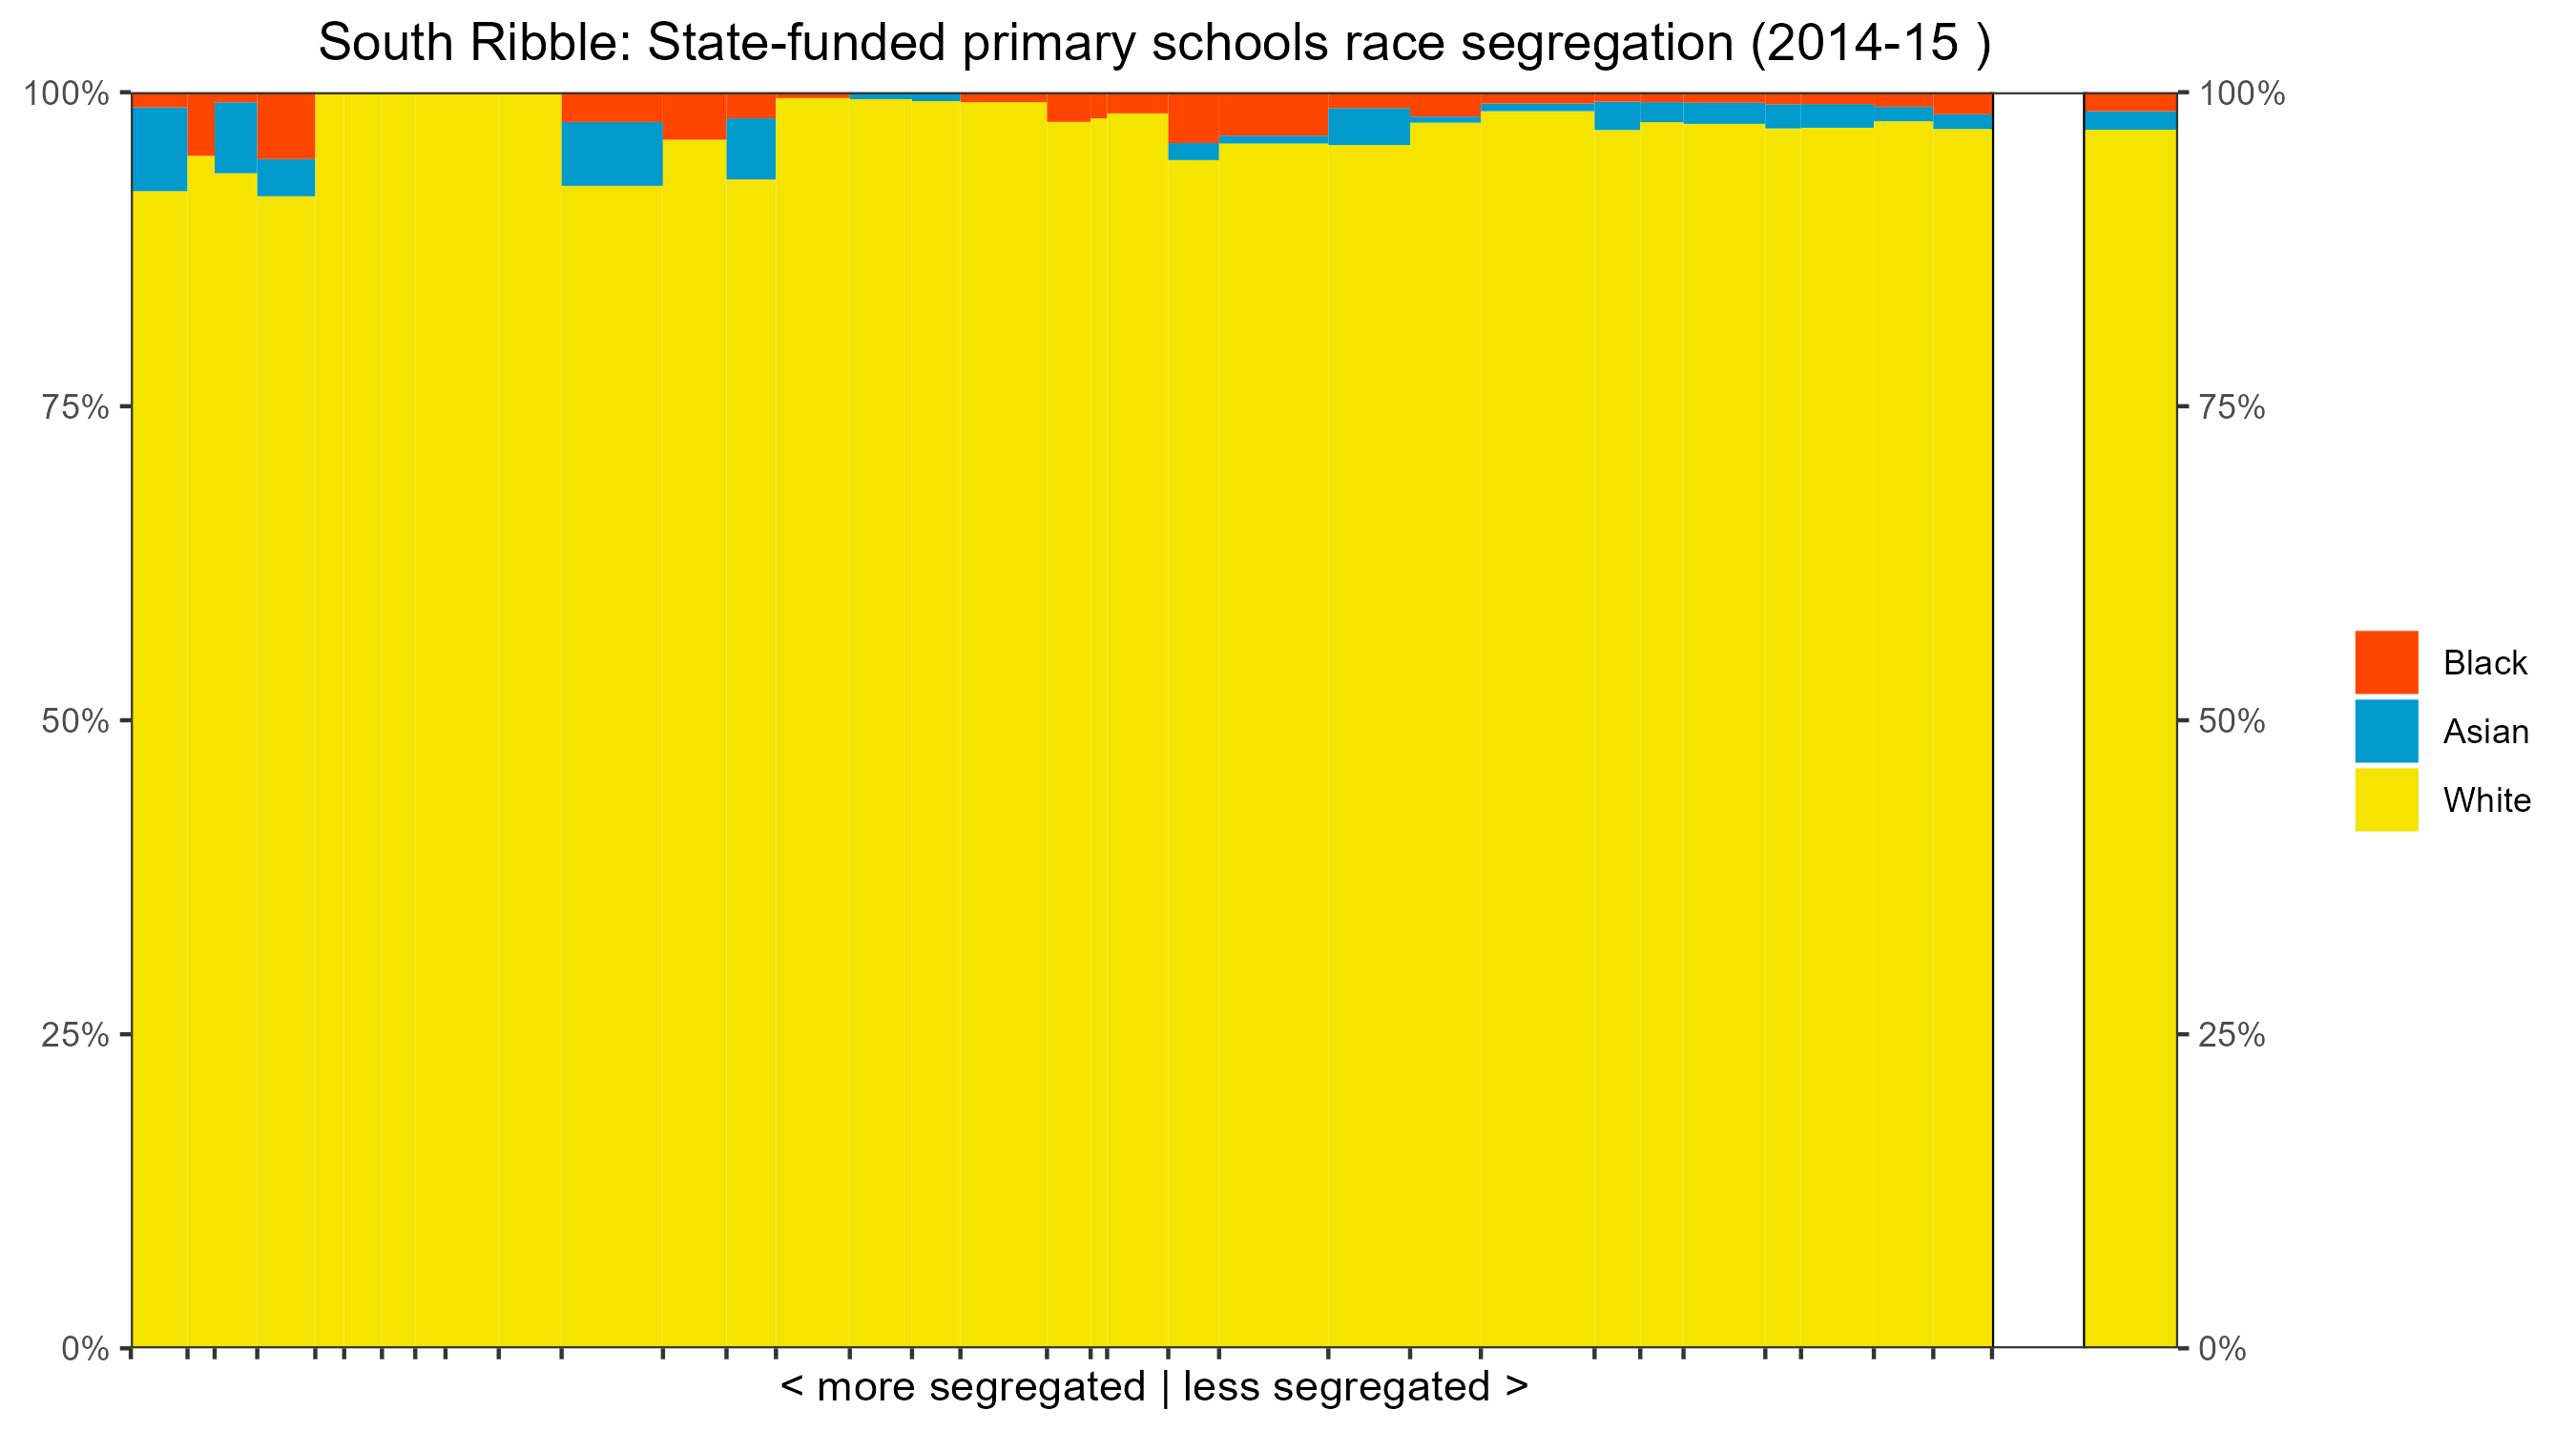 South Ribble: State-funded primary schools race segregation (2014-15 )
100%
75%
50%
25%
0%
100%
75%
50%
25%
0%
Black
Asian
White
< more segregated | less segregated >